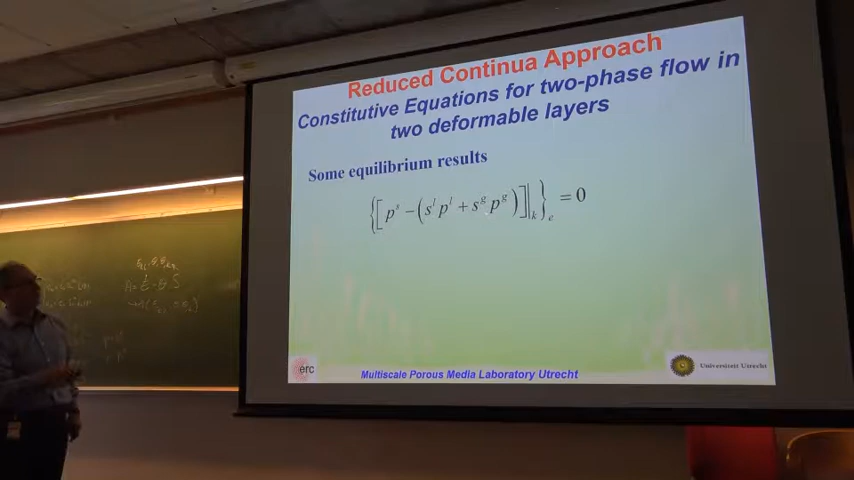 Reduced Continua Approach
Constitutive Equations for two-phase flow in
two deformable layers
Some equilibrium results
{[p^s − (s^l p^l + s^g p^g)]|_k}_e = 0
erc
Multiscale Porous Media Laboratory Utrecht
Universiteit Utrecht